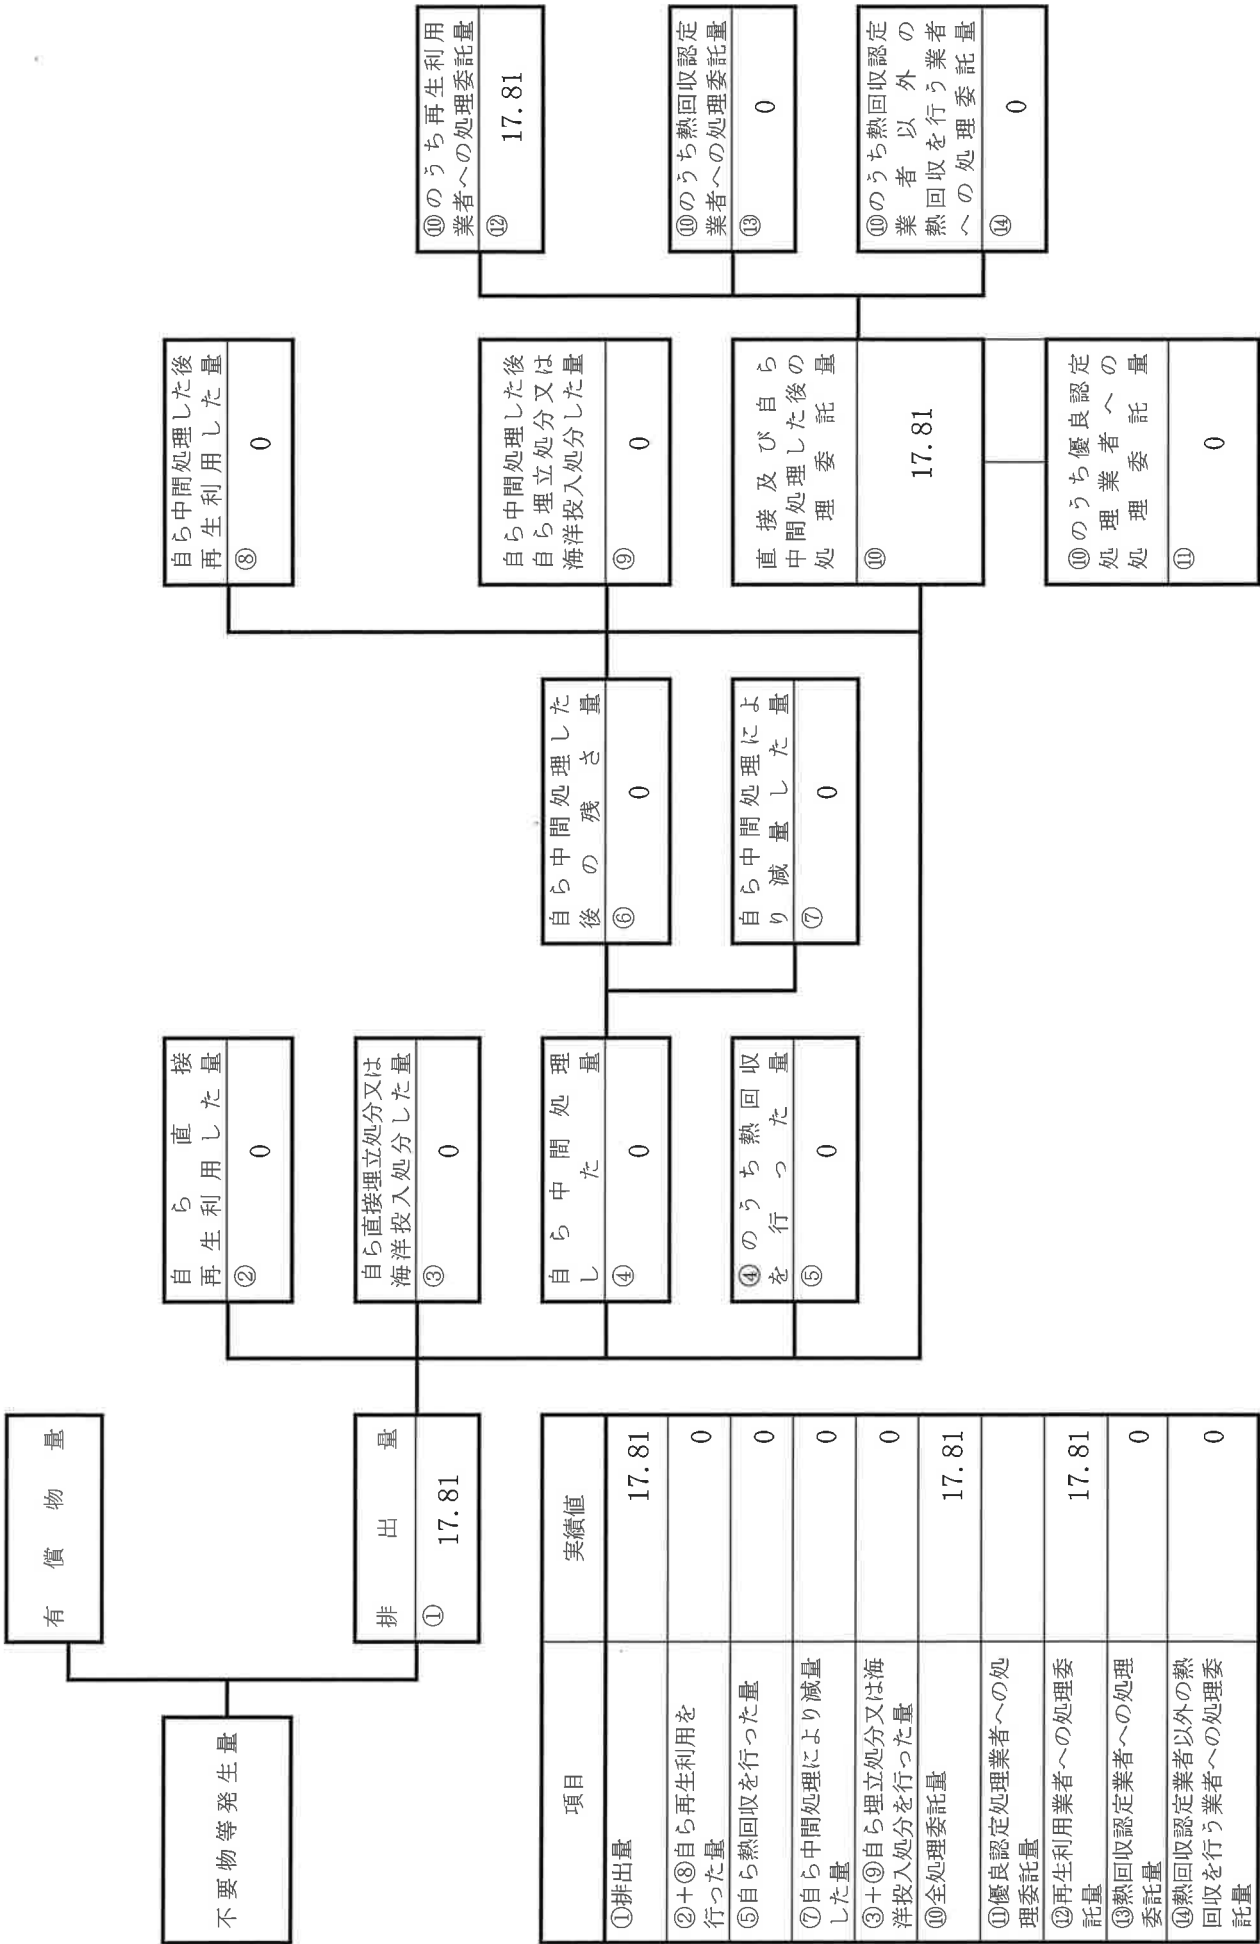 不要物等発生量
有償物量
排出量
① 17.81
自ら直接
再生利用した量
② 0
自ら直接埋立処分又は
海洋投入処分した量
③ 0
自ら中間処理
した量
④ 0
④のうち熱回収
を行った量
⑤ 0
自ら中間処理した
後の残さ量
⑥ 0
自ら中間処理によ
り減量した量
⑦ 0
自ら中間処理した後
再生利用した量
⑧ 0
自ら中間処理した後
自ら埋立処分又は
海洋投入処分した量
⑨ 0
直接及び自ら
中間処理した後の
処理委託量
⑩ 17.81
⑩のうち優良認定
処理業者への
処理委託量
⑪ 0
⑩のうち再生利用
業者への処理委託量
⑫ 17.81
⑩のうち熱回収認定
業者への処理委託量
⑬ 0
⑩のうち熱回収認定
業者以外の
熱回収を行う業者
への処理委託量
⑭ 0
項目 実績値
①排出量 17.81
②+⑧自ら再生利用を
行った量 0
⑤自ら熱回収を行った量 0
⑦自ら中間処理により減量
した量 0
③+⑨自ら埋立処分又は海
洋投入処分を行った量 0
⑩全処理委託量 17.81
⑪優良認定処理業者への処
理委託量
⑫再生利用業者への処理委
託量 17.81
⑬熱回収認定業者への処理
委託量 0
⑭熱回収認定業者以外の熱
回収を行う業者への処理委
託量 0